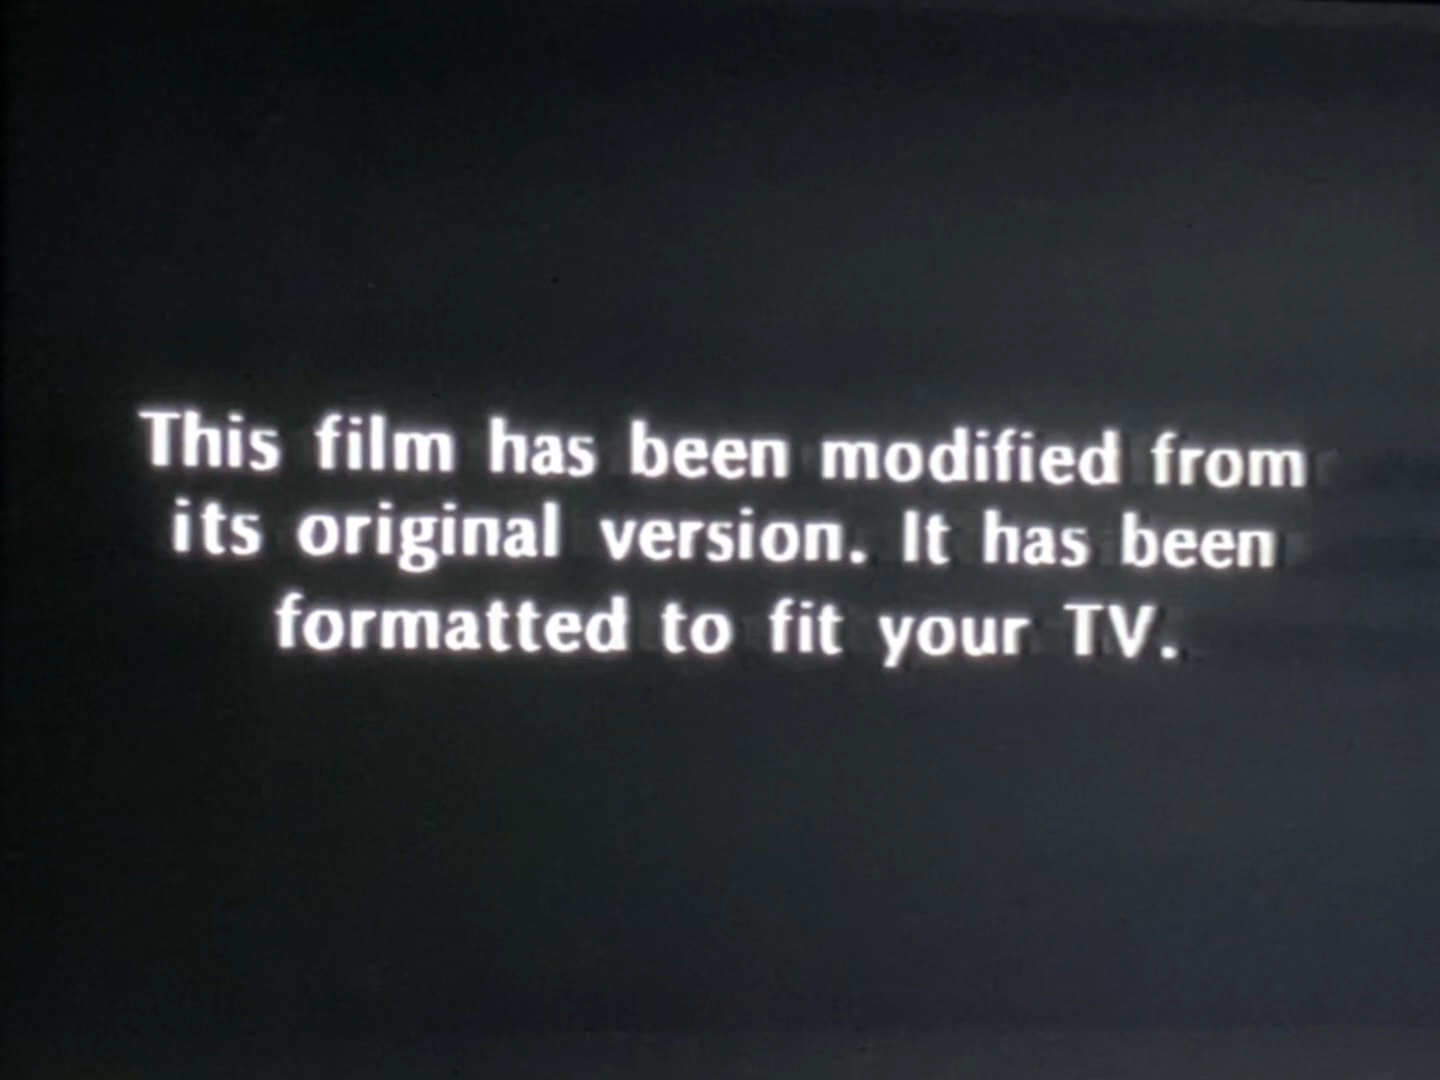 This film has been modified from
its original version. It has been
formatted to fit your TV.